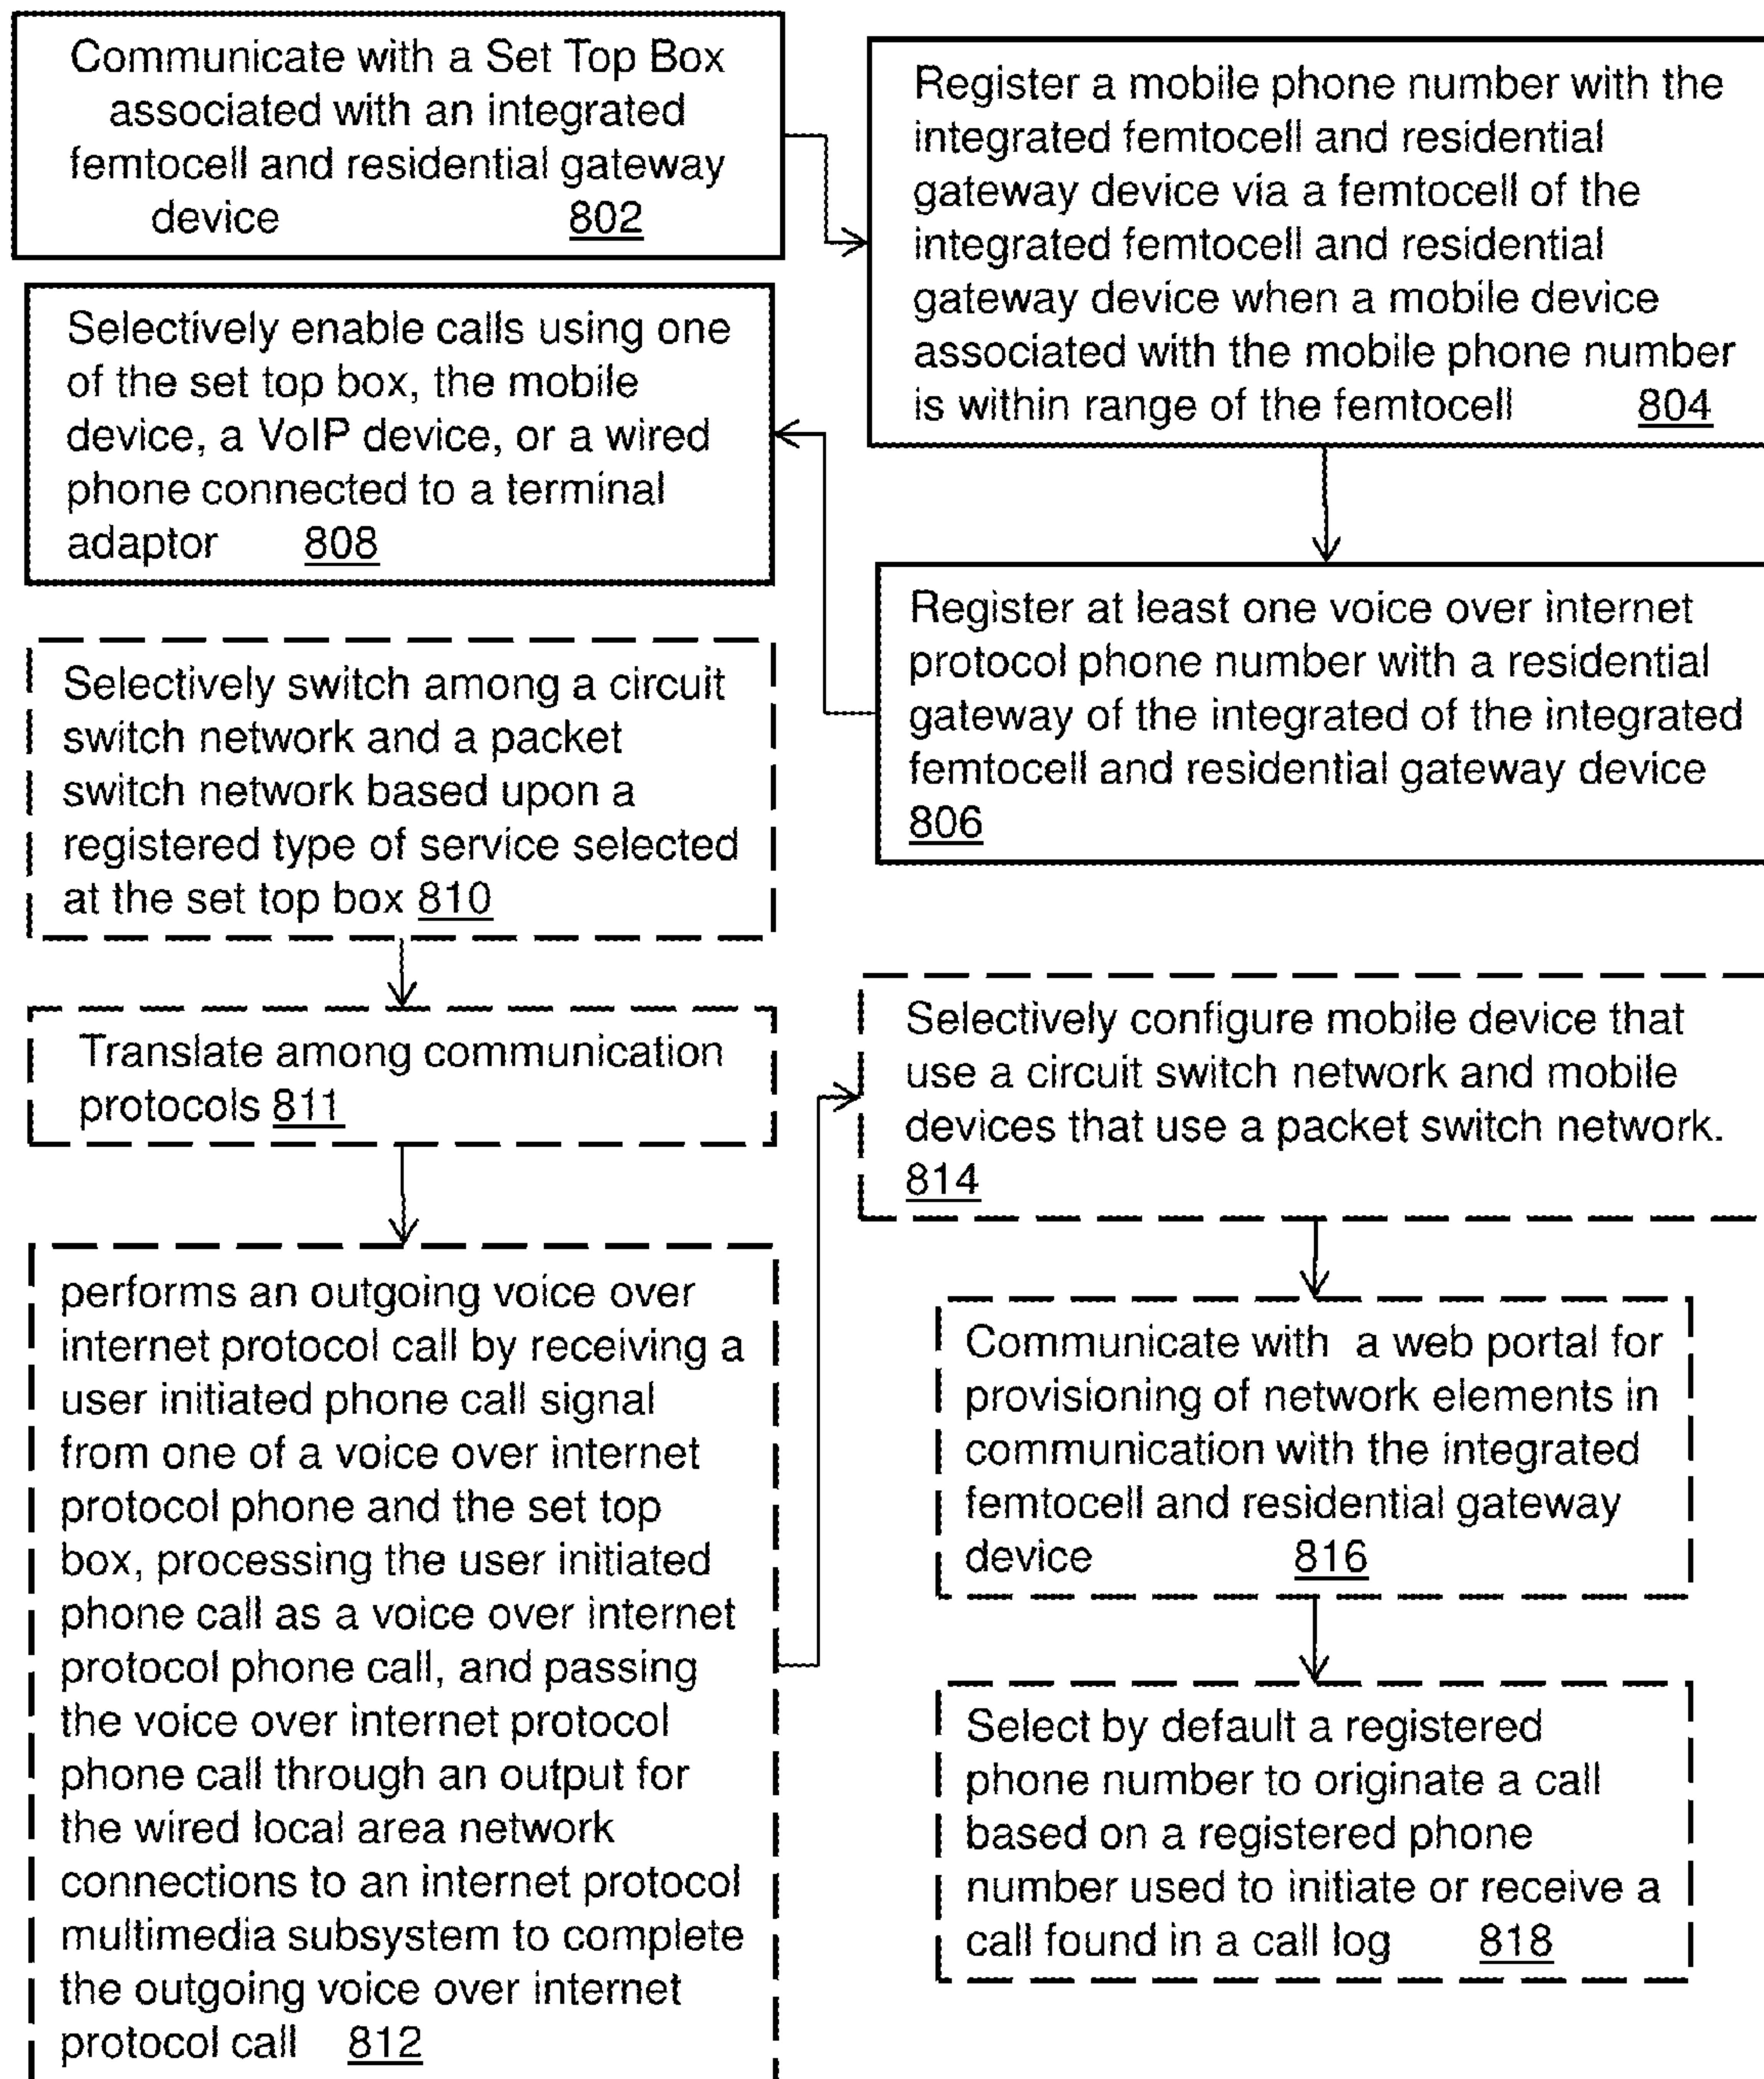 Communicate with a Set Top Box
associated with an integrated
femtocell and residential gateway
device 802
Register a mobile phone number with the
integrated femtocell and residential
gateway device via a femtocell of the
integrated femtocell and residential
gateway device when a mobile device
associated with the mobile phone number
is within range of the femtocell 804
Register at least one voice over internet
protocol phone number with a residential
gateway of the integrated of the integrated
femtocell and residential gateway device
806
Selectively enable calls using one
of the set top box, the mobile
device, a VoIP device, or a wired
phone connected to a terminal
adaptor 808
Selectively switch among a circuit
switch network and a packet
switch network based upon a
registered type of service selected
at the set top box 810
Translate among communication
protocols 811
performs an outgoing voice over
internet protocol call by receiving a
user initiated phone call signal
from one of a voice over internet
protocol phone and the set top
box, processing the user initiated
phone call as a voice over internet
protocol phone call, and passing
the voice over internet protocol
phone call through an output for
the wired local area network
connections to an internet protocol
multimedia subsystem to complete
the outgoing voice over internet
protocol call 812
Selectively configure mobile device that
use a circuit switch network and mobile
devices that use a packet switch network.
814
Communicate with a web portal for
provisioning of network elements in
communication with the integrated
femtocell and residential gateway
device 816
Select by default a registered
phone number to originate a call
based on a registered phone
number used to initiate or receive a
call found in a call log 818